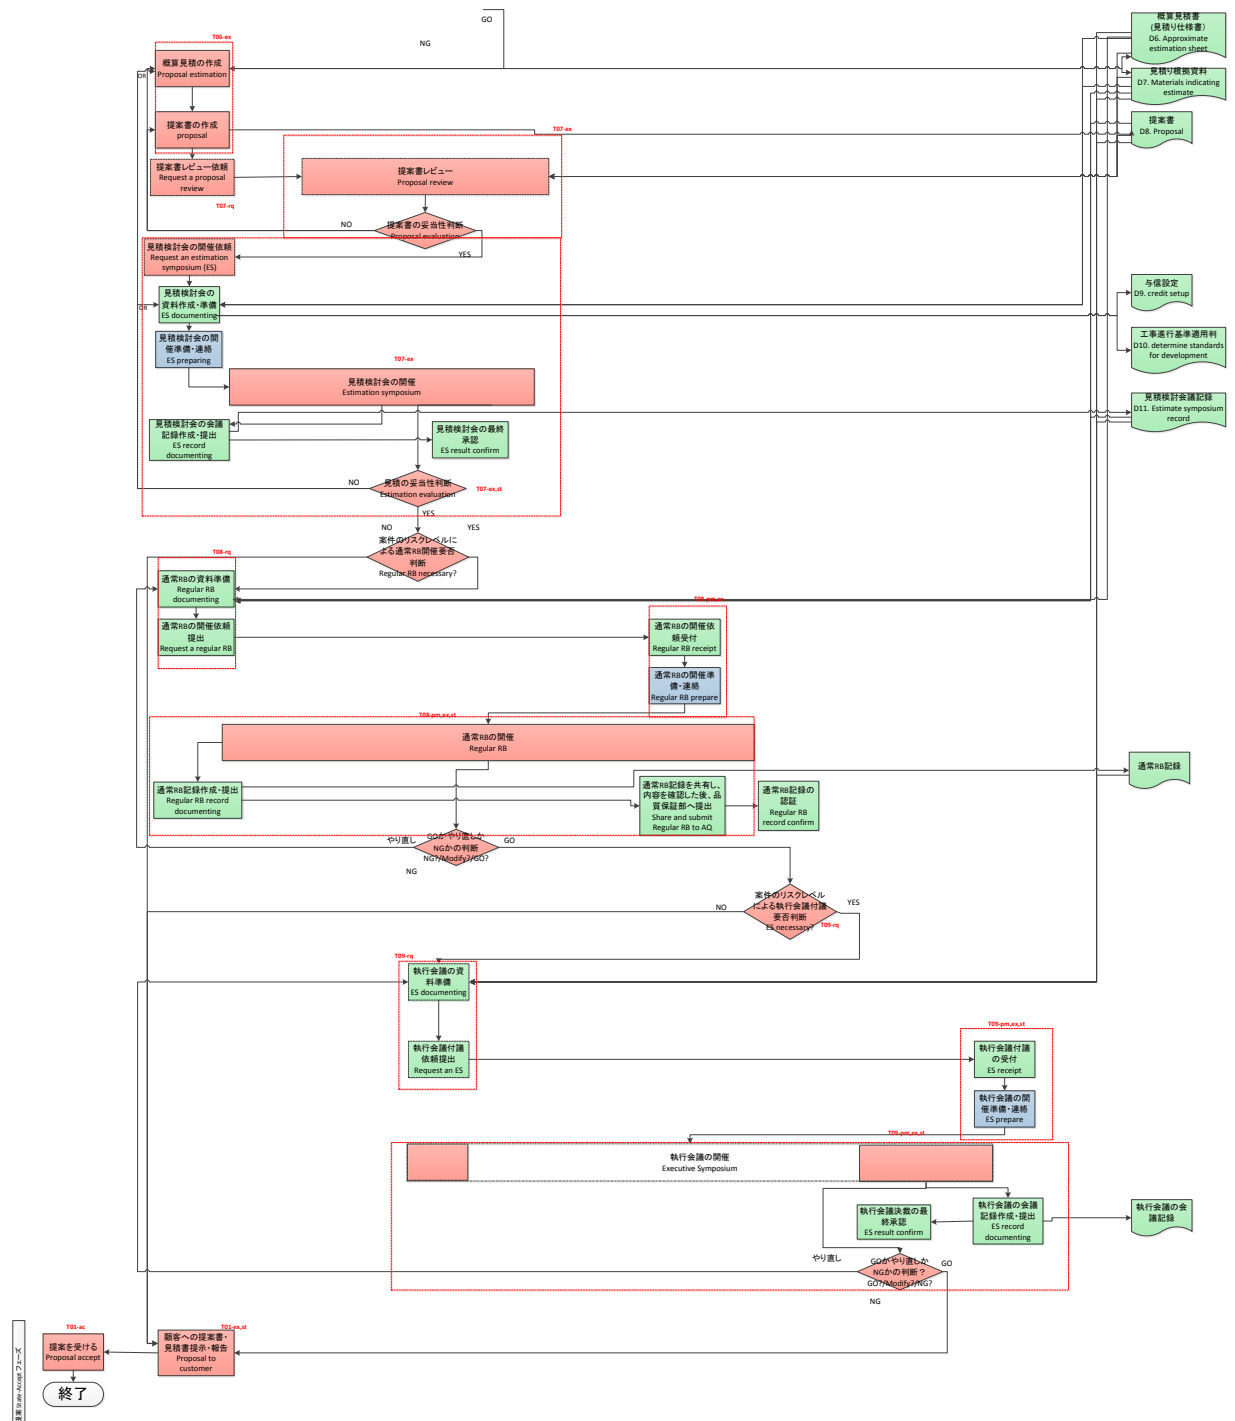 GO
NG
T06-ex
概算見積の作成
Proposal estimation
OR
提案書の作成
proposal
提案書レビュー依頼
Request a proposal
review
T07-rq
T07-ex
提案書レビュー
Proposal review
提案書の妥当性判断
Proposal evaluation
NO
YES
概算見積書
(見積り仕様書)
D6. Approximate
estimation sheet
見積り根拠資料
D7. Materials indicating
estimate
提案書
D8. Proposal
見積検討会の開催依頼
Request an estimation
symposium (ES)
見積検討会の
資料作成・準備
ES documenting
OR
見積検討会の開
催準備・連絡
ES preparing
与信設定
D9. credit setup
工事進行基準適用判
D10. determine standards
for development
T07-ex
見積検討会の開催
Estimation symposium
見積検討会の会議
記録作成・提出
ES record
documenting
見積検討会の最終
承認
ES result confirm
見積検討会議記録
D11. Estimate symposium
record
見積の妥当性判断
Estimation evaluation
T07-ex,st
NO
YES
NO
YES
案件のリスクレベルに
よる通常RB開催要否
判断
Regular RB necessary?
T08-rq
通常RBの資料準備
Regular RB
documenting
通常RBの開催依頼
提出
Request a regular RB
通常RBの開催依
頼受付
Regular RB receipt
通常RBの開催準
備・連絡
Regular RB prepare
T08-pm,ex,st
通常RBの開催
Regular RB
通常RB記録作成・提出
Regular RB record
documenting
通常RB記録を共有し、
内容を確認した後、品
質保証部へ提出
Share and submit
Regular RB to AQ
通常RB記録の
認証
Regular RB
record confirm
通常RB記録
やり直し
GOかやり直しか
NGかの判断
NG?/Modify?/GO?
GO
NG
案件のリスクレベル
による執行会議付議
要否判断
ES necessary?
NO
YES
T09-rq
T09-rq
執行会議の資
料準備
ES documenting
執行会議付議
依頼提出
Request an ES
T09-pm,ex,st
執行会議付議
の受付
ES receipt
執行会議の開
催準備・連絡
ES prepare
T09-pm,ex,st
執行会議の開催
Executive Symposium
執行会議決裁の最
終承認
ES result confirm
執行会議の会議
記録作成・提出
ES record
documenting
執行会議の会
議記録
やり直し
GOかやり直しか
NGかの判断？
GO?/Modify?/NG?
GO
NG
T01-ac
提案を受ける
Proposal accept
終了
T01-ex,st
顧客への提案書・
見積書提示・報告
Proposal to
customer
提案 State-Accept フェーズ